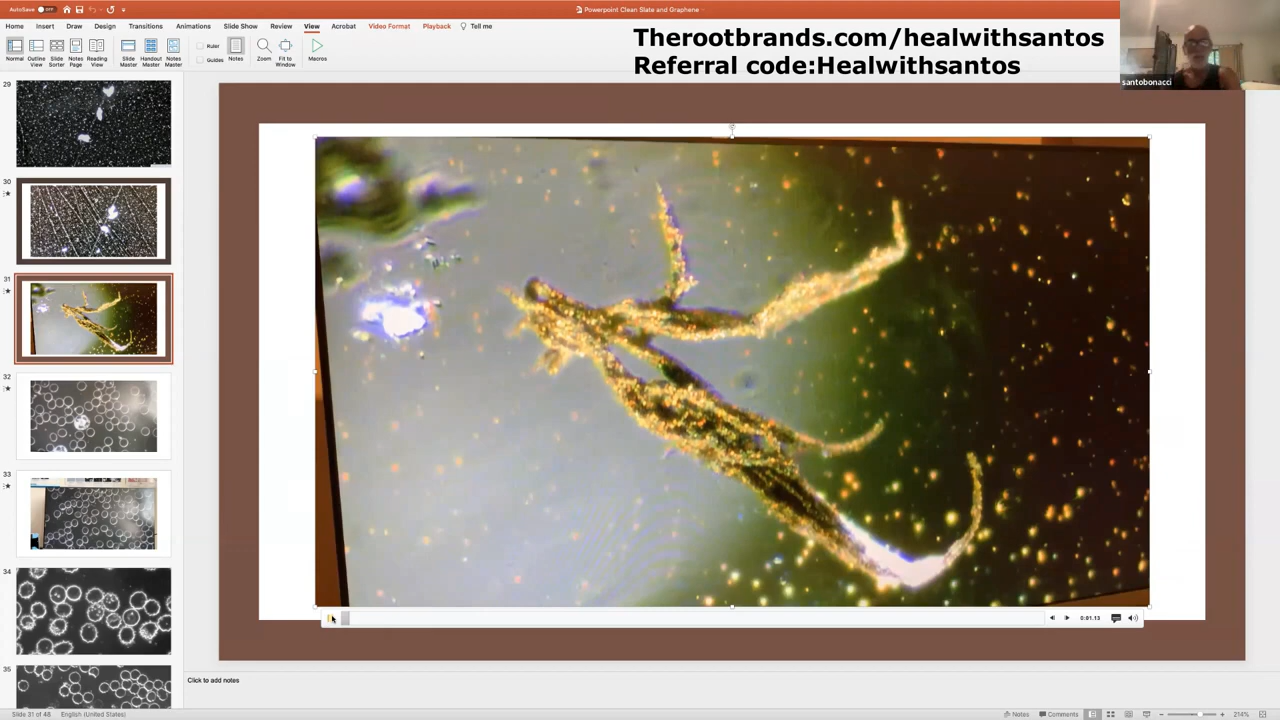 AutoSave OFF
Powerpoint Clean Slate and Graphene
Home Insert Draw Design Transitions Animations Slide Show Review View Acrobat Video Format Playback Tell me
Normal
Outline View
Slide Sorter
Notes Page
Reading View
Slide Master
Handout Master
Notes Master
Ruler
Guides
Notes
Zoom
Fit to Window
Macros
Therootbrands.com/healwithsantos
Referral code:Healwithsantos
santobonacci
29
30
31
32
33
34
35
0:01.13
Click to add notes
Slide 31 of 48 English (United States)
Notes Comments 214%